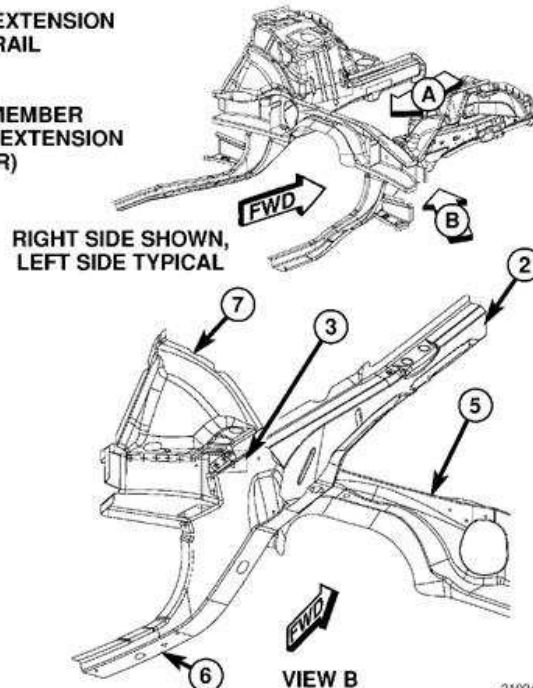 EXTENSION
RAIL
MEMBER
EXTENSION
R)
A
FWD
B
RIGHT SIDE SHOWN,
LEFT SIDE TYPICAL
2
7
3
5
FWD
6
VIEW B